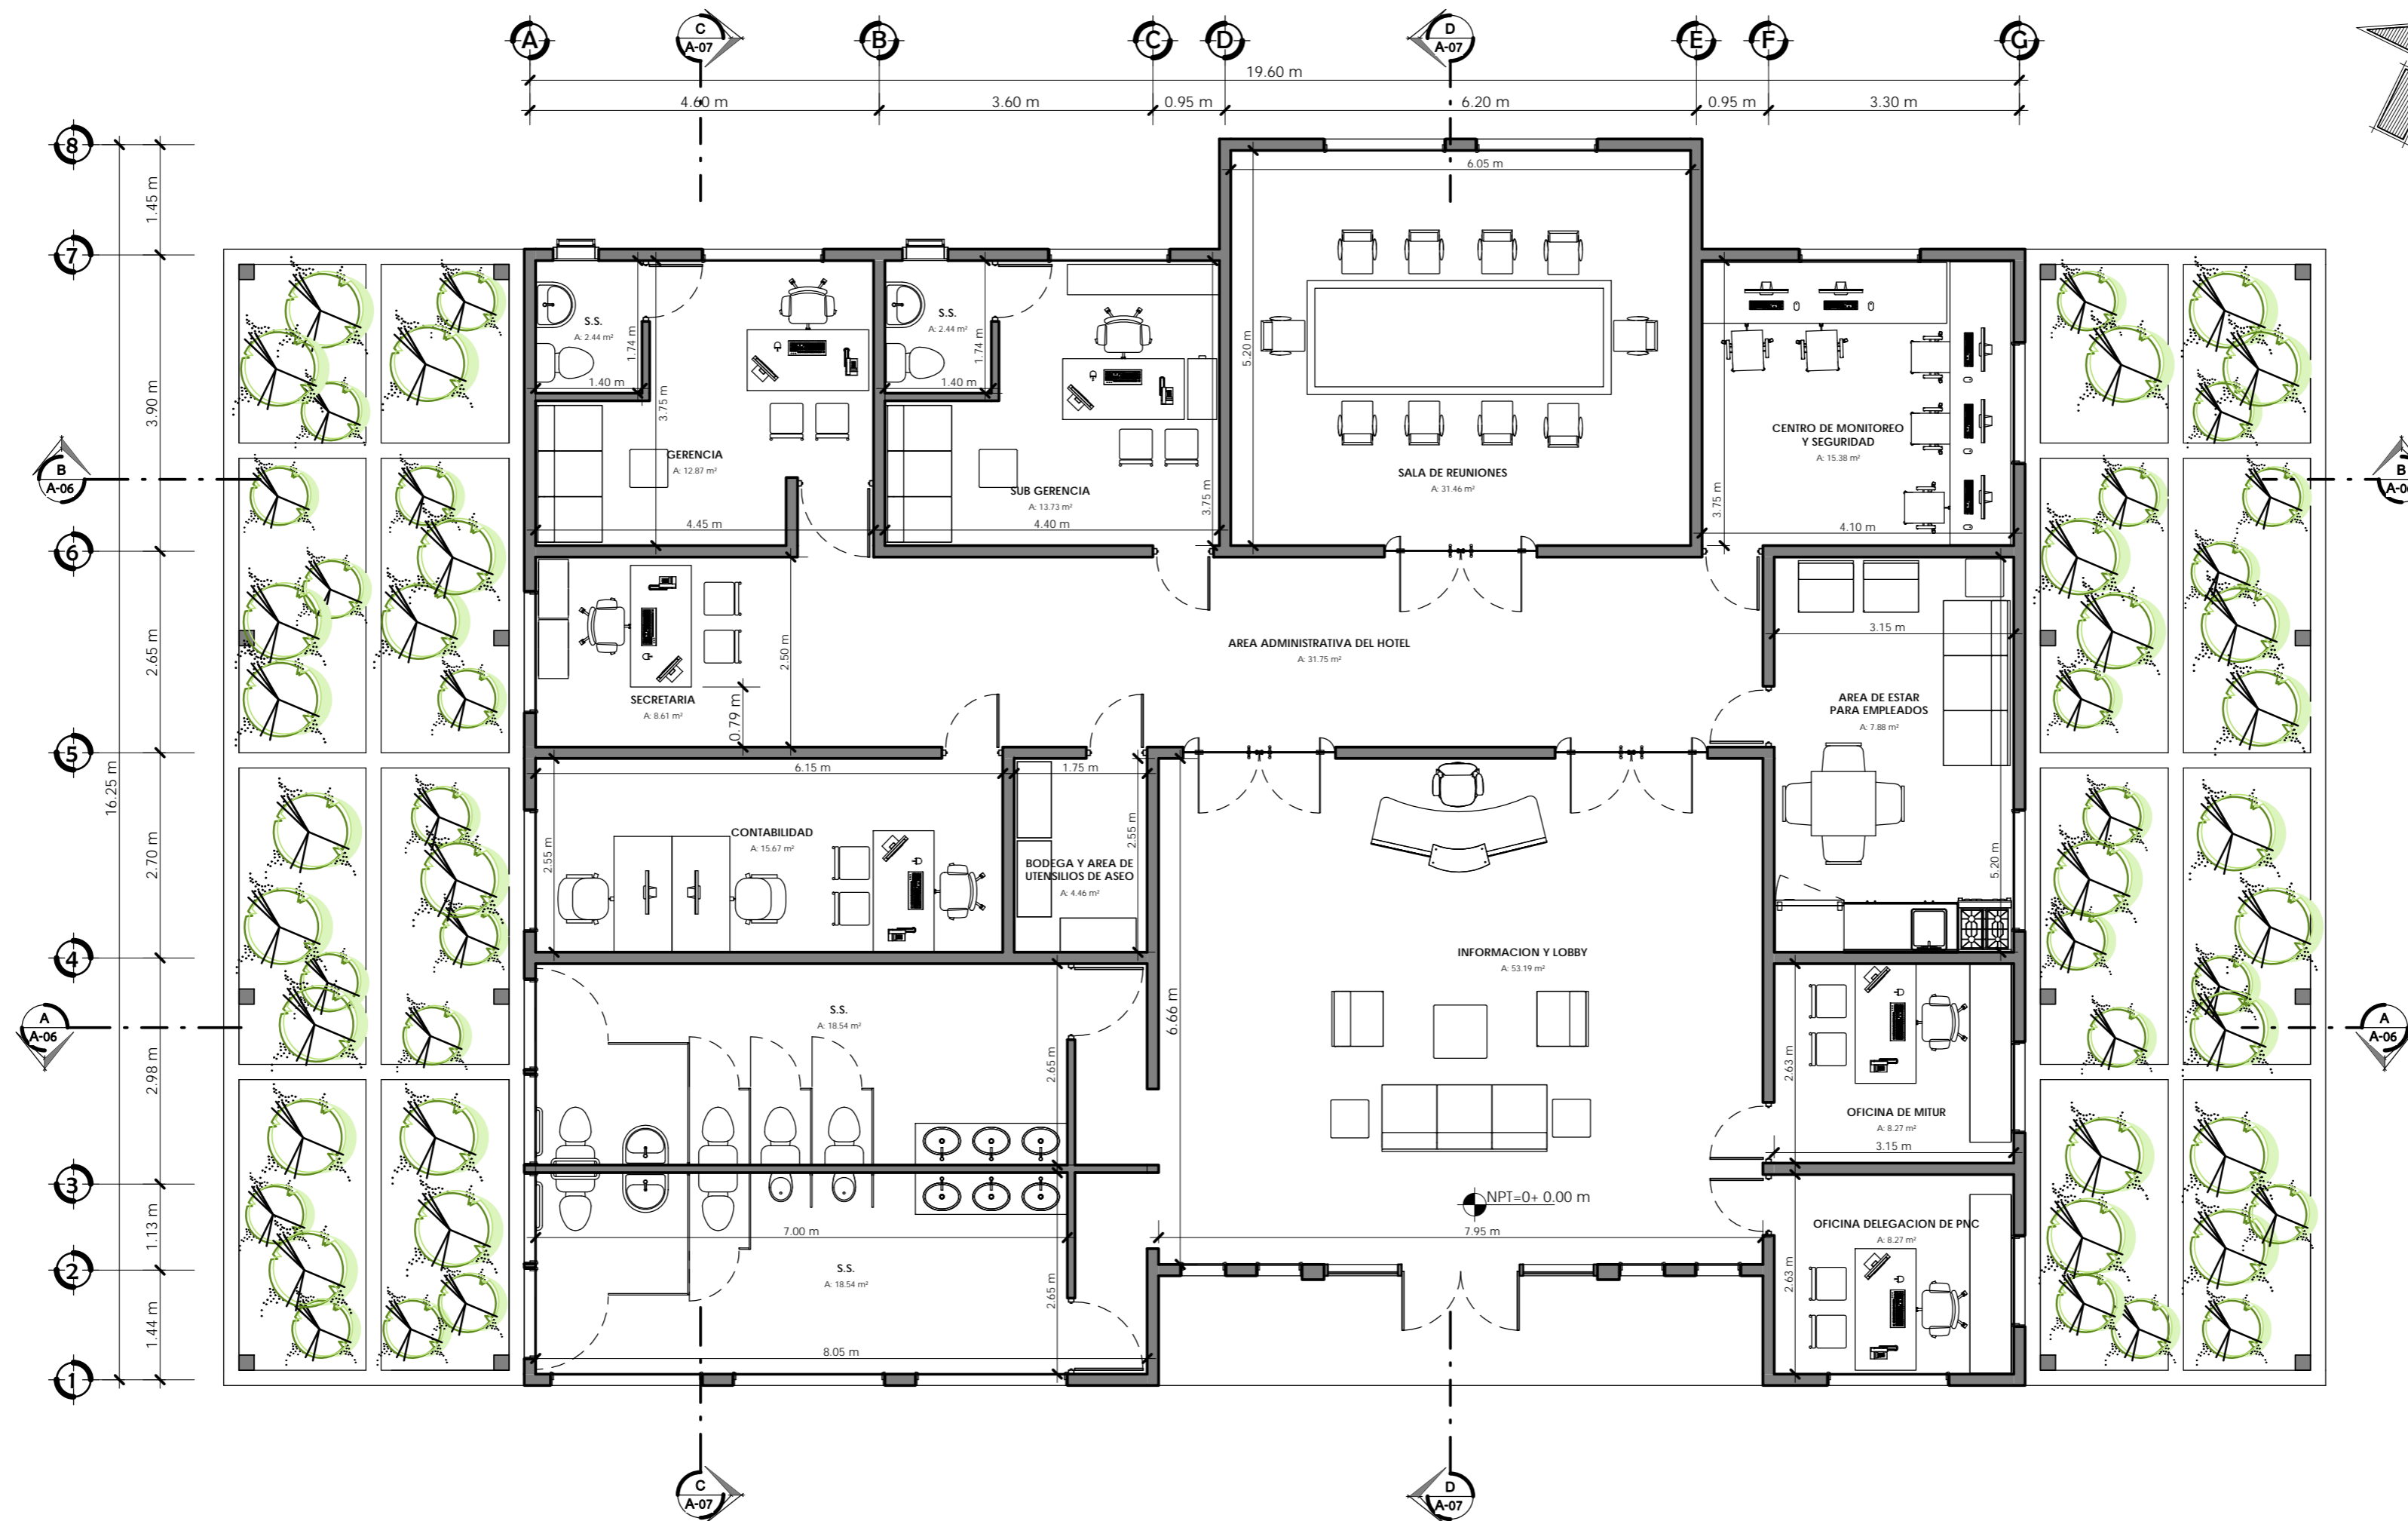 A
C
A-07
B
C
D
D
A-07
E
F
G
19.60 m
4.60 m
3.60 m
0.95 m
6.20 m
0.95 m
3.30 m
8
7
6
5
4
3
2
1
16.25 m
1.45 m
3.90 m
2.65 m
2.70 m
2.98 m
1.13 m
1.44 m
B
A-06
A
A-06
B
A
A-06
S.S.
A: 2.44 m²
1.74 m
1.40 m
3.75 m
GERENCIA
A: 12.87 m²
4.45 m
S.S.
A: 2.44 m²
1.74 m
1.40 m
SUB GERENCIA
A: 13.73 m²
4.40 m
3.75 m
6.05 m
5.20 m
SALA DE REUNIONES
A: 31.46 m²
CENTRO DE MONITOREO
Y SEGURIDAD
A: 15.38 m²
3.75 m
4.10 m
SECRETARIA
A: 8.61 m²
2.50 m
0.79 m
AREA ADMINISTRATIVA DEL HOTEL
A: 31.75 m²
3.15 m
AREA DE ESTAR
PARA EMPLEADOS
A: 7.88 m²
5.20 m
6.15 m
1.75 m
CONTABILIDAD
A: 15.67 m²
2.55 m
2.55 m
BODEGA Y AREA DE
UTENSILIOS DE ASEO
A: 4.46 m²
INFORMACION Y LOBBY
A: 53.19 m²
6.66 m
S.S.
A: 18.54 m²
2.65 m
2.63 m
OFICINA DE MITUR
A: 8.27 m²
3.15 m
NPT=0+ 0.00 m
7.00 m
7.95 m
OFICINA DELEGACION DE PNC
A: 8.27 m²
2.63 m
S.S.
A: 18.54 m²
2.65 m
8.05 m
C
A-07
D
A-07